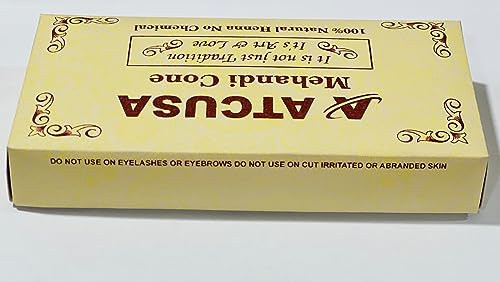 ATCUSA
Mehandi Cone
It is not just Tradition
It's Art & Love
100% Natural Henna No Chemical
DO NOT USE ON EYELASHES OR EYEBROWS DO NOT USE ON CUT IRRITATED OR ABRANDED SKIN